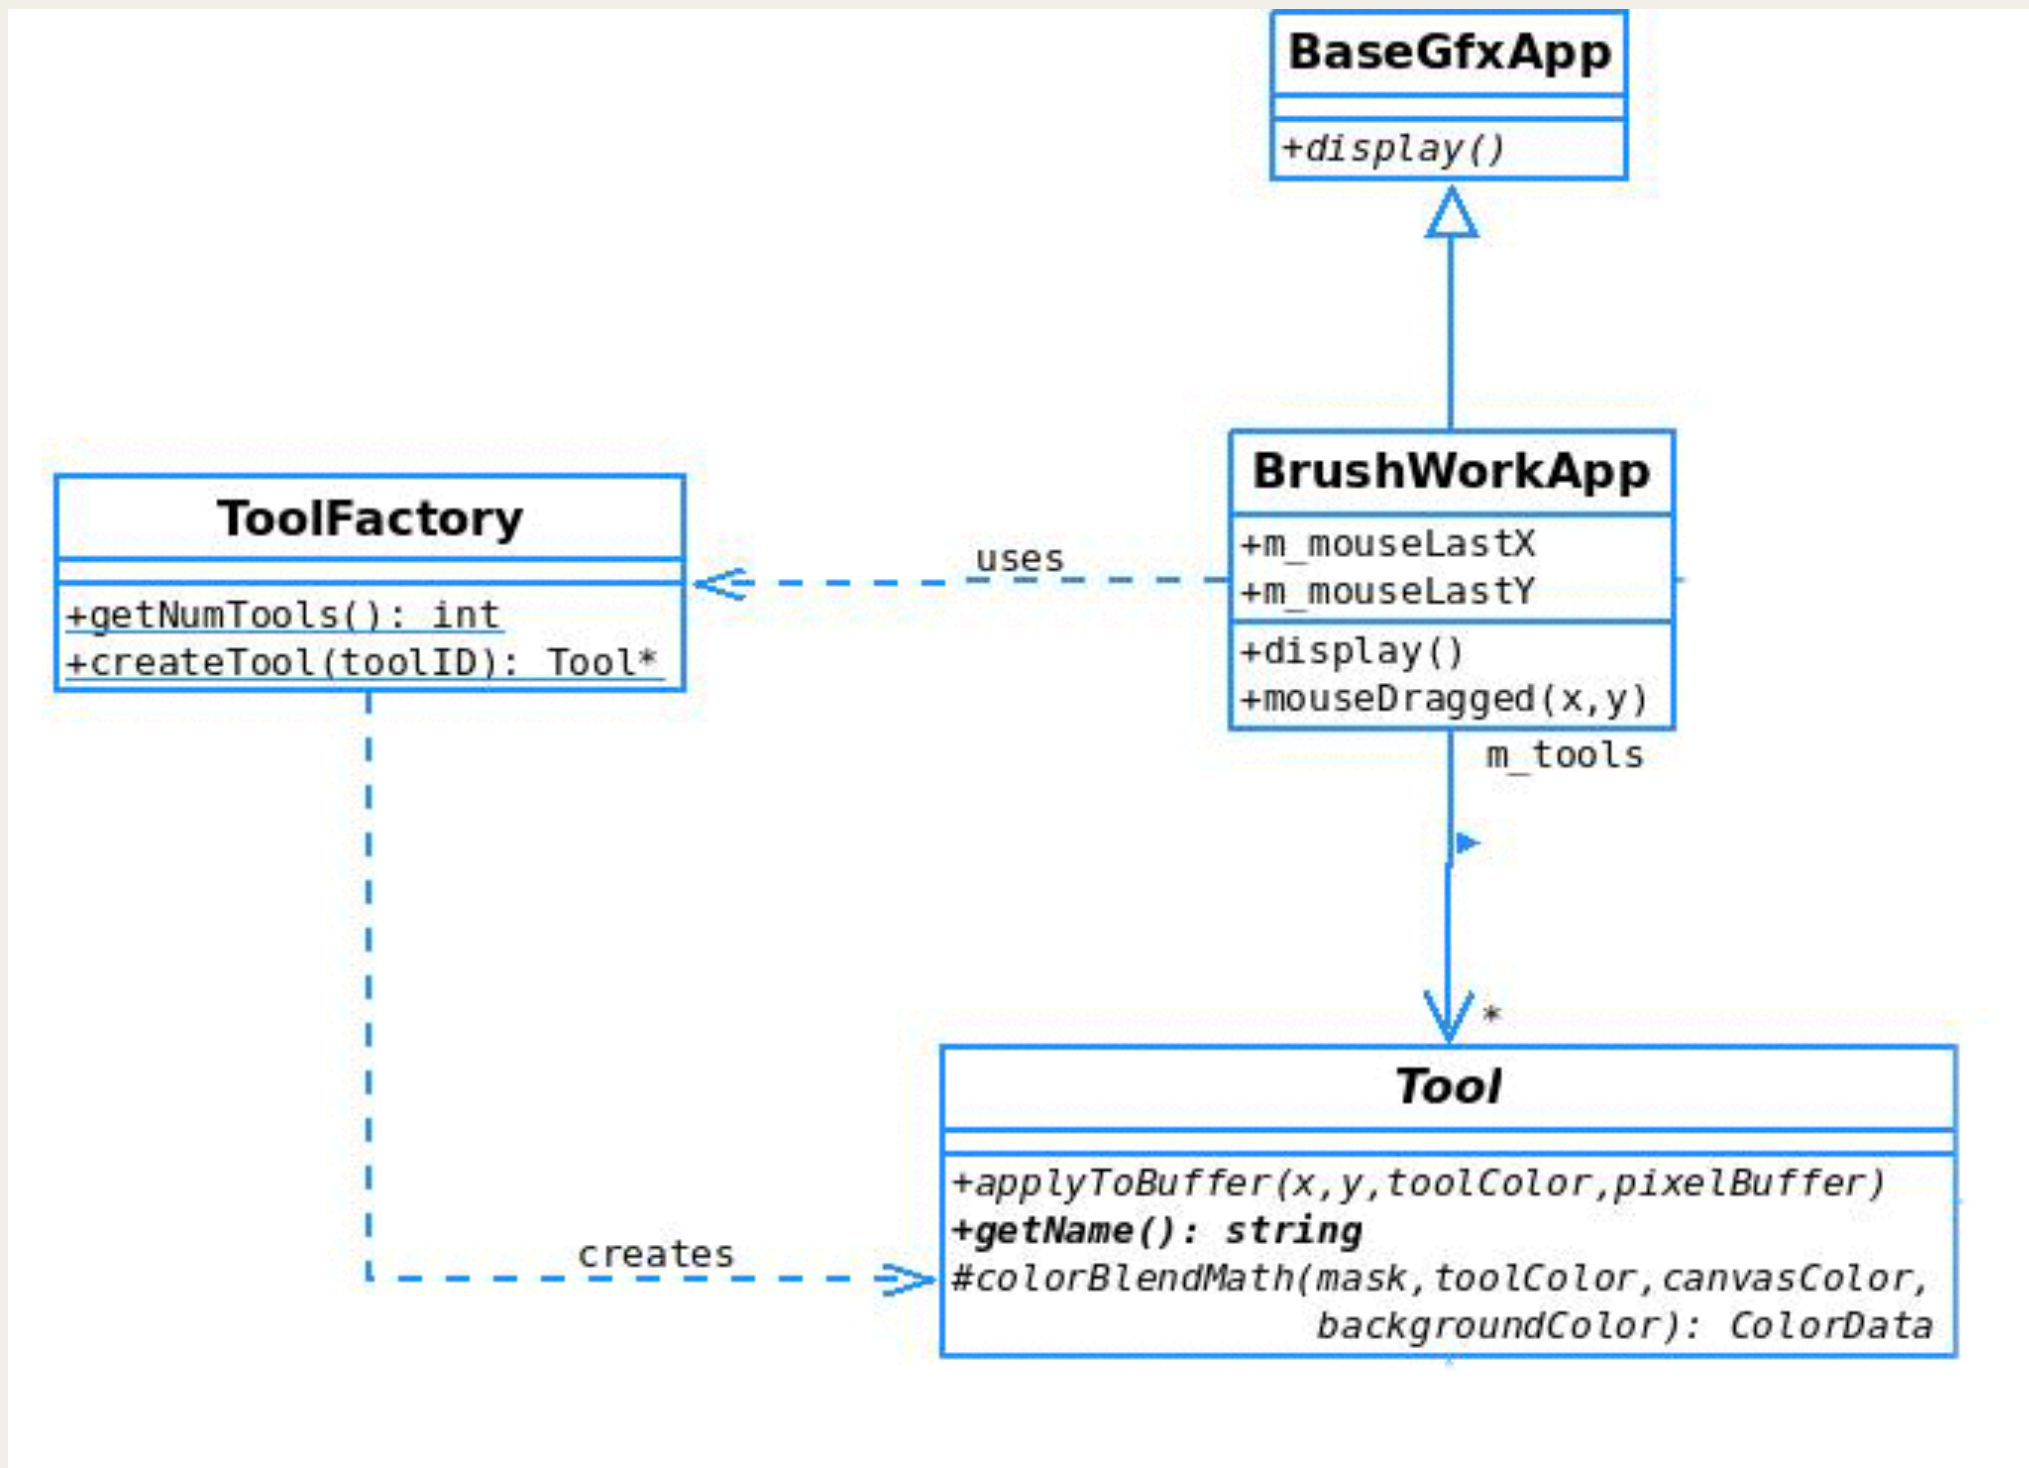 BaseGfxApp
+display()
BrushWorkApp
+m_mouseLastX
+m_mouseLastY
+display()
+mouseDragged(x,y)
ToolFactory
+getNumTools(): int
+createTool(toolID): Tool*
uses
m_tools
*
Tool
+applyToBuffer(x,y,toolColor,pixelBuffer)
+getName(): string
#colorBlendMath(mask,toolColor,canvasColor,
backgroundColor): ColorData
creates